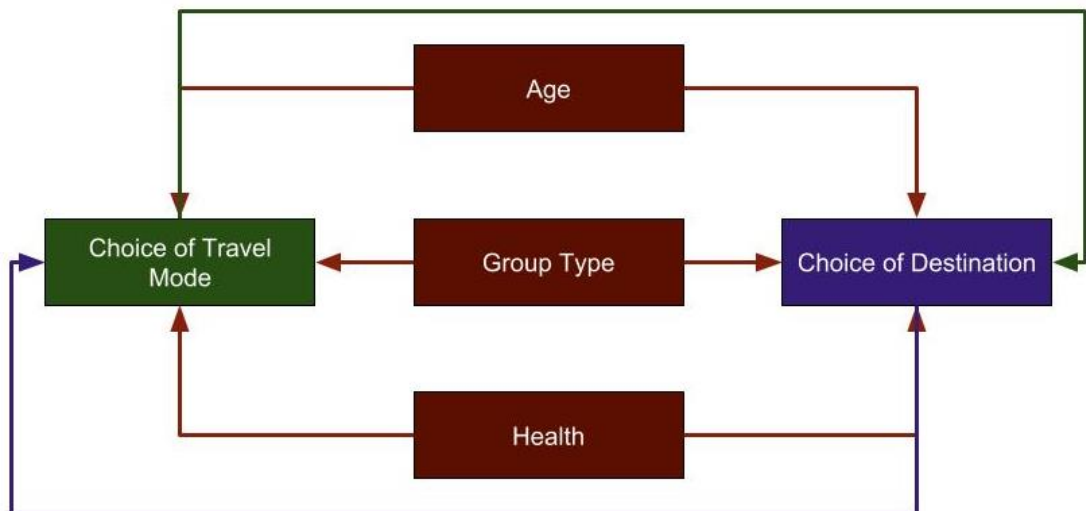 Age
Choice of Travel
Mode
Group Type
Choice of Destination
Health